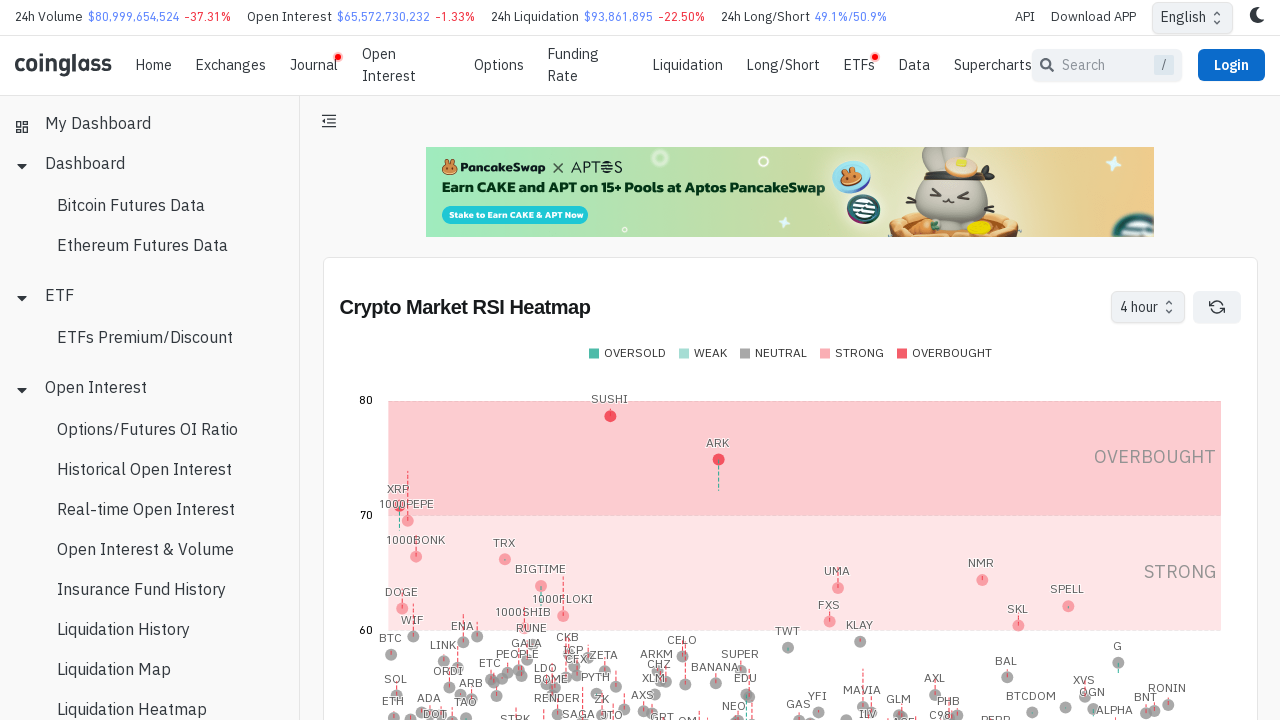 24h Volume $80,999,654,524 -37.31% Open Interest $65,572,730,232 -1.33% 24h Liquidation $93,861,895 -22.50% 24h Long/Short 49.1%/50.9% API Download APP English
coinglass Home Exchanges Journal Open Interest Options Funding Rate Liquidation Long/Short ETFs Data Supercharts Search / Login
My Dashboard
Dashboard
Bitcoin Futures Data
Ethereum Futures Data
ETF
ETFs Premium/Discount
Open Interest
Options/Futures OI Ratio
Historical Open Interest
Real-time Open Interest
Open Interest & Volume
Insurance Fund History
Liquidation History
Liquidation Map
Liquidation Heatmap
PancakeSwap × APTOS
Earn CAKE and APT on 15+ Pools at Aptos PancakeSwap
Stake to Earn CAKE & APT Now
Crypto Market RSI Heatmap
4 hour
OVERSOLD WEAK NEUTRAL STRONG OVERBOUGHT
80
SUSHI
ARK
OVERBOUGHT
XRP
1000PEPE
70
1000BONK
TRX
NMR
BIGTIME
UMA
STRONG
DOGE
SPELL
1000FLOKI
FXS
1000SHIB
SKL
WIF
ENA
RUNE
KLAY
60
TWT
BTC
CKB
CELO
LINK
GALA
G
ICP
PEOPLE
ZETA
ARKM
SUPER
CFX
BAL
ETC
CHZ
LDO
BANANA
ORDI
SOL
BOME
PYTH
XLM
EDU
AXL
XVS
ARB
MAVIA
RONIN
OGN
ADA
RENDER
ZK
AXS
YFI
BTCDOM
BNT
ETH
TAO
GAS
GLM
PHB
NEO
ALPHA
DOT
SAGA
JTO
ILV
C98
STRK
GRT
PERP